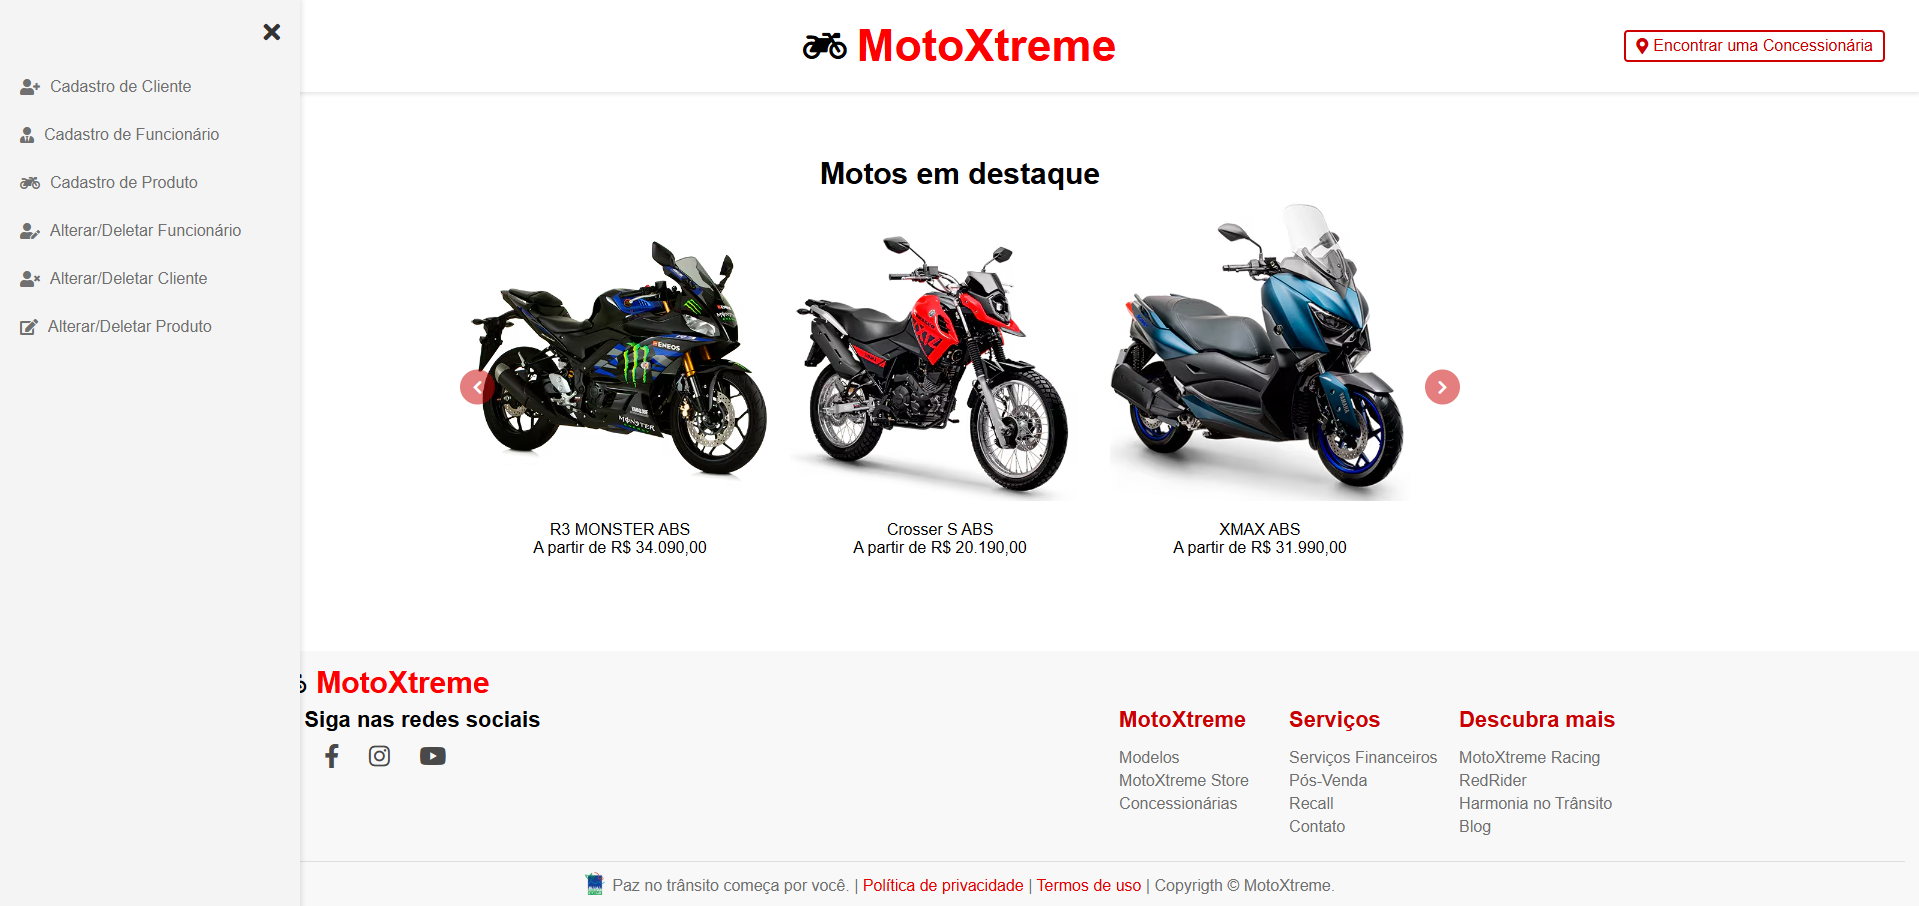 MotoXtreme
Encontrar uma Concessionária
Cadastro de Cliente
Cadastro de Funcionário
Cadastro de Produto
Alterar/Deletar Funcionário
Alterar/Deletar Cliente
Alterar/Deletar Produto
Motos em destaque
ENEOS
R3
MONSTER
YAMAHA
R3 MONSTER ABS
A partir de R$ 34.090,00
Crosser S ABS
A partir de R$ 20.190,00
XMAX ABS
A partir de R$ 31.990,00
MotoXtreme
Siga nas redes sociais
MotoXtreme
Modelos
MotoXtreme Store
Concessionárias
Serviços
Serviços Financeiros
Pós-Venda
Recall
Contato
Descubra mais
MotoXtreme Racing
RedRider
Harmonia no Trânsito
Blog
Paz no trânsito começa por você. | Política de privacidade | Termos de uso | Copyrigth © MotoXtreme.